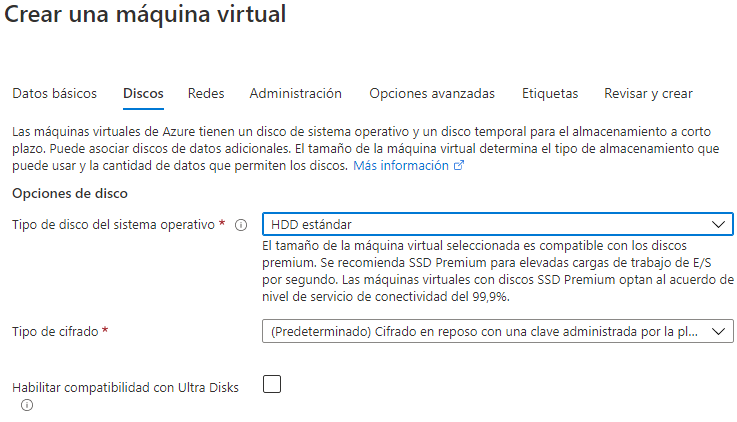 Crear una máquina virtual
Datos básicos Discos Redes Administración Opciones avanzadas Etiquetas Revisar y crear
Las máquinas virtuales de Azure tienen un disco de sistema operativo y un disco temporal para el almacenamiento a corto
plazo. Puede asociar discos de datos adicionales. El tamaño de la máquina virtual determina el tipo de almacenamiento que
puede usar y la cantidad de datos que permiten los discos. Más información
Opciones de disco
Tipo de disco del sistema operativo * HDD estándar
El tamaño de la máquina virtual seleccionada es compatible con los discos
premium. Se recomienda SSD Premium para elevadas cargas de trabajo de E/S
por segundo. Las máquinas virtuales con discos SSD Premium optan al acuerdo de
nivel de servicio de conectividad del 99,9%.
Tipo de cifrado * (Predeterminado) Cifrado en reposo con una clave administrada por la pl...
Habilitar compatibilidad con Ultra Disks